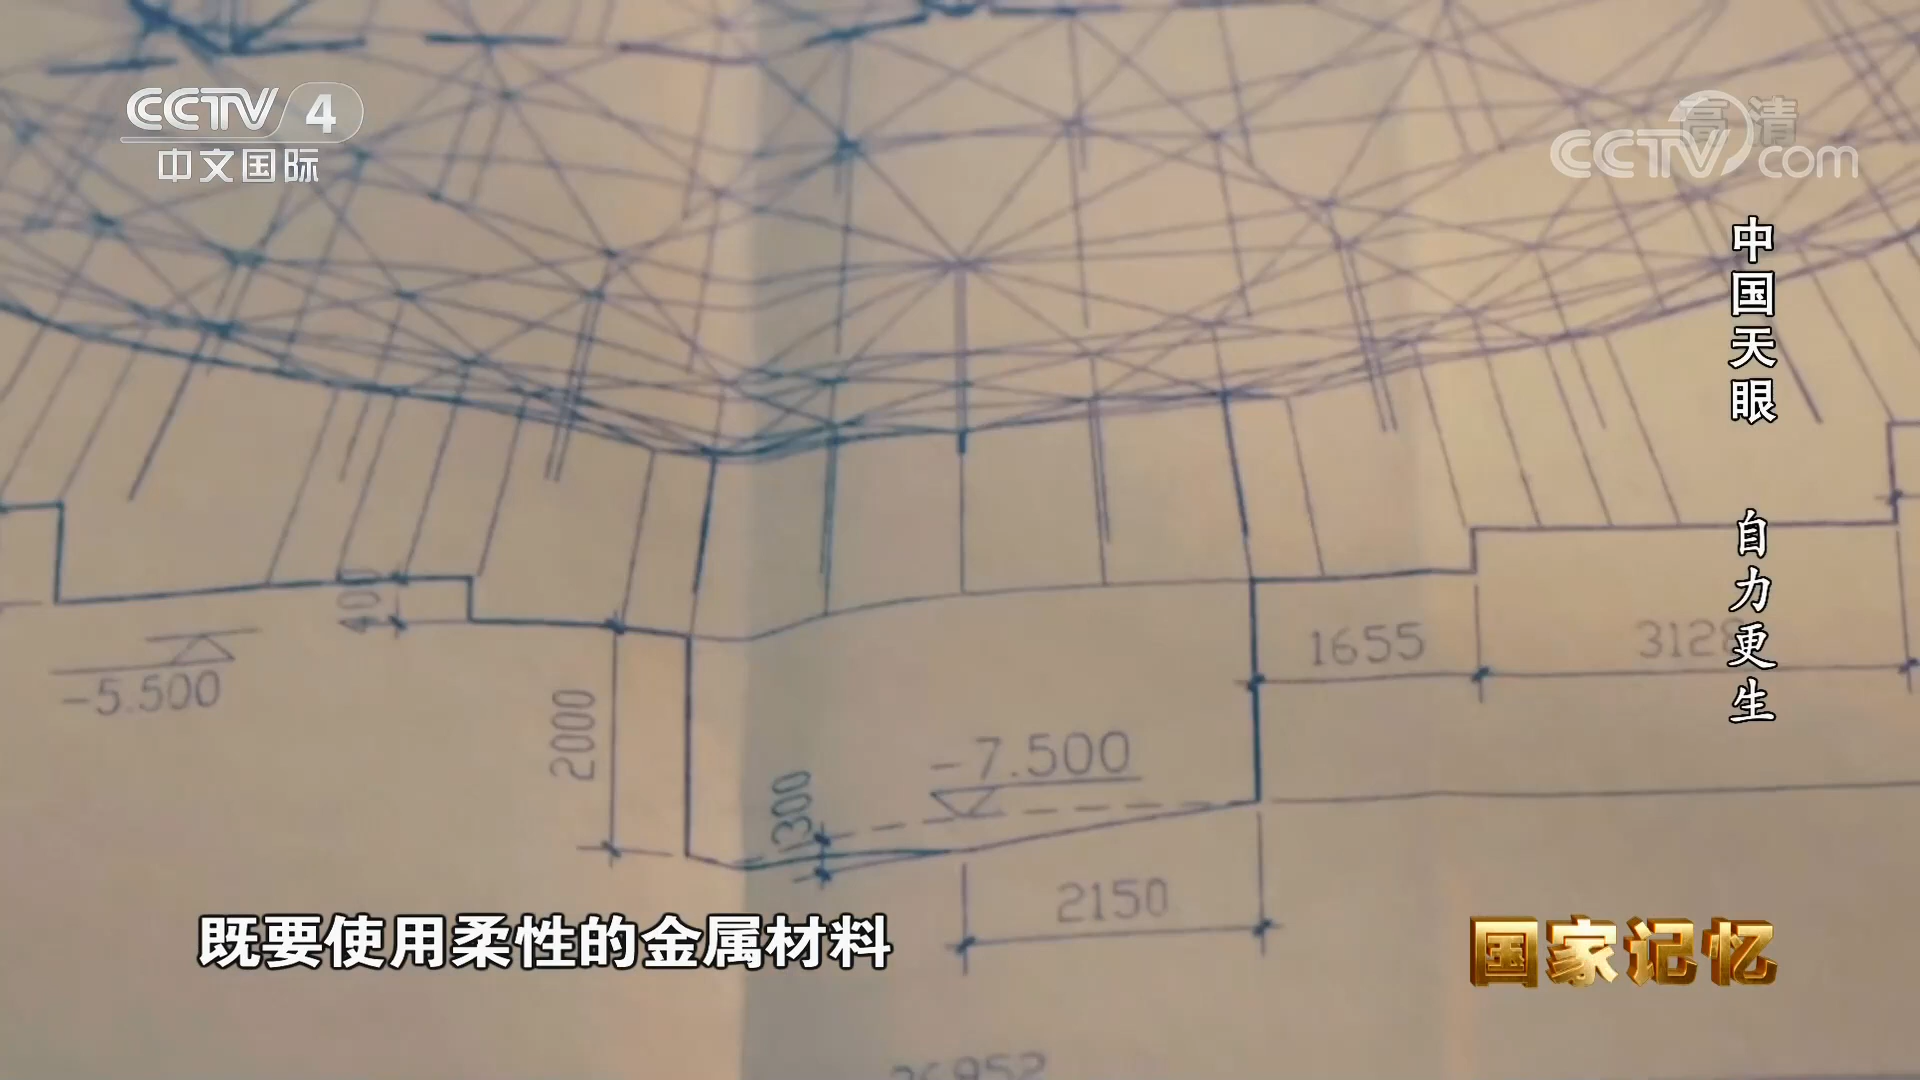 CCTV 4
中文国际
高清
CCTV com
中国天眼 自力更生
400
1655
3128
-5.500
2000
-7.500
300
2150
既要使用柔性的金属材料
国家记忆